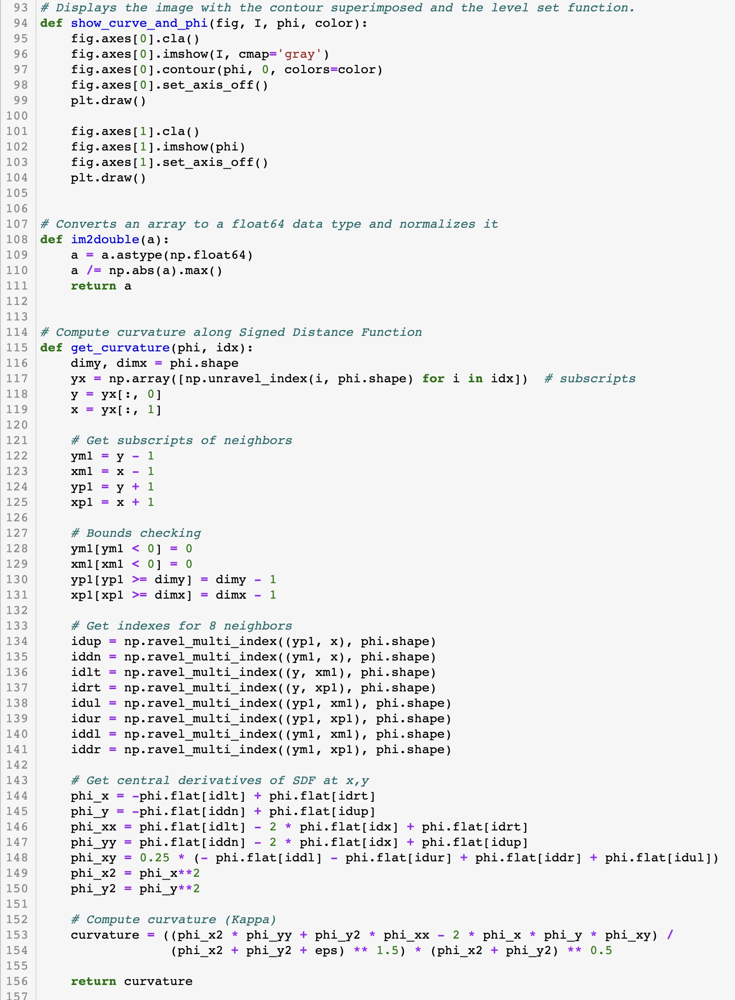 93 # Displays the image with the contour superimposed and the level set function.
94 def show_curve_and_phi(fig, I, phi, color):
95     fig.axes[0].cla()
96     fig.axes[0].imshow(I, cmap='gray')
97     fig.axes[0].contour(phi, 0, colors=color)
98     fig.axes[0].set_axis_off()
99     plt.draw()
100
101     fig.axes[1].cla()
102     fig.axes[1].imshow(phi)
103     fig.axes[1].set_axis_off()
104     plt.draw()
105
106
107 # Converts an array to a float64 data type and normalizes it
108 def im2double(a):
109     a = a.astype(np.float64)
110     a /= np.abs(a).max()
111     return a
112
113
114 # Compute curvature along Signed Distance Function
115 def get_curvature(phi, idx):
116     dimy, dimx = phi.shape
117     yx = np.array([np.unravel_index(i, phi.shape) for i in idx])  # subscripts
118     y = yx[:, 0]
119     x = yx[:, 1]
120
121     # Get subscripts of neighbors
122     ym1 = y - 1
123     xm1 = x - 1
124     yp1 = y + 1
125     xp1 = x + 1
126
127     # Bounds checking
128     ym1[ym1 < 0] = 0
129     xm1[xm1 < 0] = 0
130     yp1[yp1 >= dimy] = dimy - 1
131     xp1[xp1 >= dimx] = dimx - 1
132
133     # Get indexes for 8 neighbors
134     idup = np.ravel_multi_index((yp1, x), phi.shape)
135     iddn = np.ravel_multi_index((ym1, x), phi.shape)
136     idlt = np.ravel_multi_index((y, xm1), phi.shape)
137     idrt = np.ravel_multi_index((y, xp1), phi.shape)
138     idul = np.ravel_multi_index((yp1, xm1), phi.shape)
139     idur = np.ravel_multi_index((yp1, xp1), phi.shape)
140     iddl = np.ravel_multi_index((ym1, xm1), phi.shape)
141     iddr = np.ravel_multi_index((ym1, xp1), phi.shape)
142
143     # Get central derivatives of SDF at x,y
144     phi_x = -phi.flat[idlt] + phi.flat[idrt]
145     phi_y = -phi.flat[iddn] + phi.flat[idup]
146     phi_xx = phi.flat[idlt] - 2 * phi.flat[idx] + phi.flat[idrt]
147     phi_yy = phi.flat[iddn] - 2 * phi.flat[idx] + phi.flat[idup]
148     phi_xy = 0.25 * (- phi.flat[iddl] - phi.flat[idur] + phi.flat[iddr] + phi.flat[idul])
149     phi_x2 = phi_x**2
150     phi_y2 = phi_y**2
151
152     # Compute curvature (Kappa)
153     curvature = ((phi_x2 * phi_yy + phi_y2 * phi_xx - 2 * phi_x * phi_y * phi_xy) /
154                  (phi_x2 + phi_y2 + eps) ** 1.5) * (phi_x2 + phi_y2) ** 0.5
155
156     return curvature
157